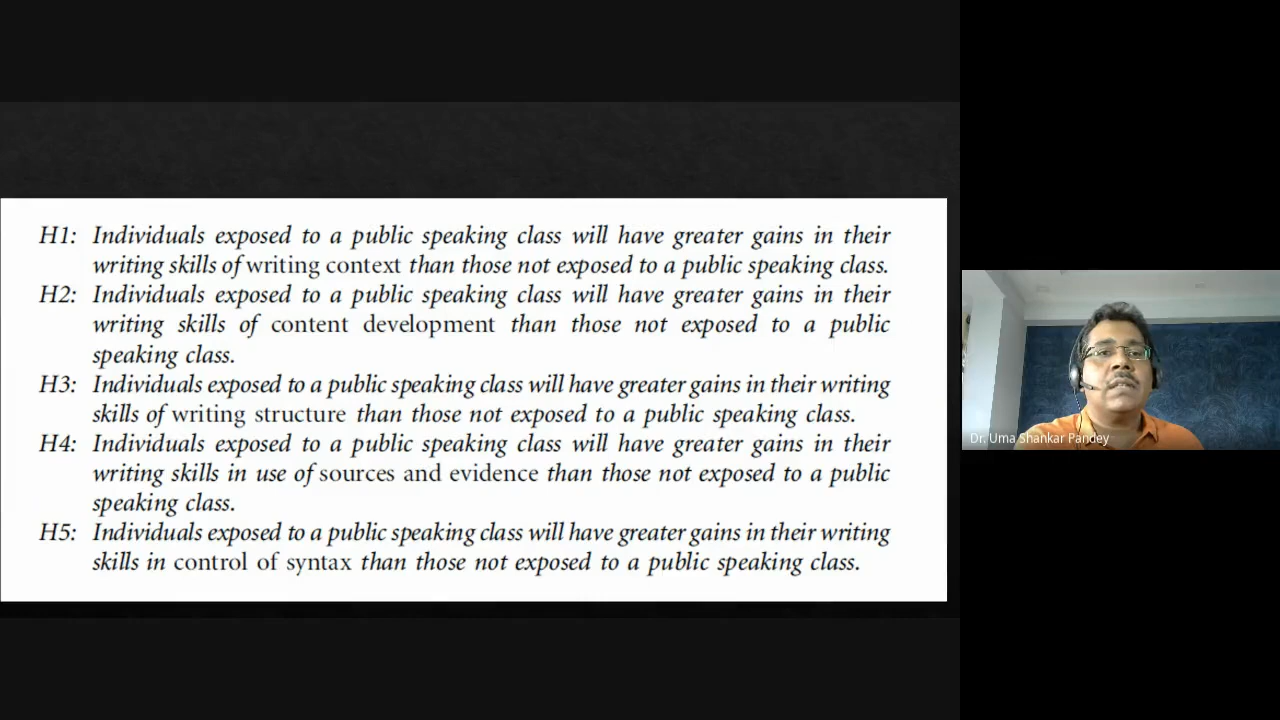 H1: Individuals exposed to a public speaking class will have greater gains in their
writing skills of writing context than those not exposed to a public speaking class.
H2: Individuals exposed to a public speaking class will have greater gains in their
writing skills of content development than those not exposed to a public
speaking class.
H3: Individuals exposed to a public speaking class will have greater gains in their writing
skills of writing structure than those not exposed to a public speaking class.
H4: Individuals exposed to a public speaking class will have greater gains in their
writing skills in use of sources and evidence than those not exposed to a public
speaking class.
H5: Individuals exposed to a public speaking class will have greater gains in their writing
skills in control of syntax than those not exposed to a public speaking class.
Dr. Uma Shankar Pandey